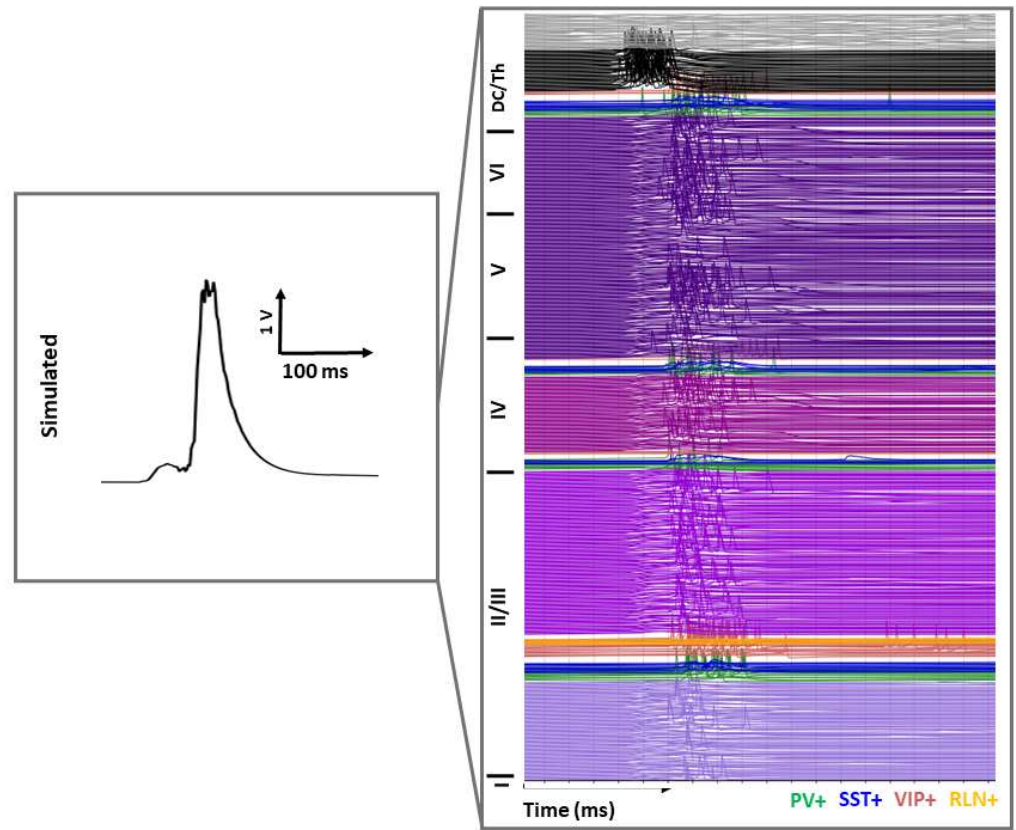 Simulated
1 V
100 ms
DC/Th
VI
V
IV
II/III
I
Time (ms)
PV+ SST+ VIP+ RLN+